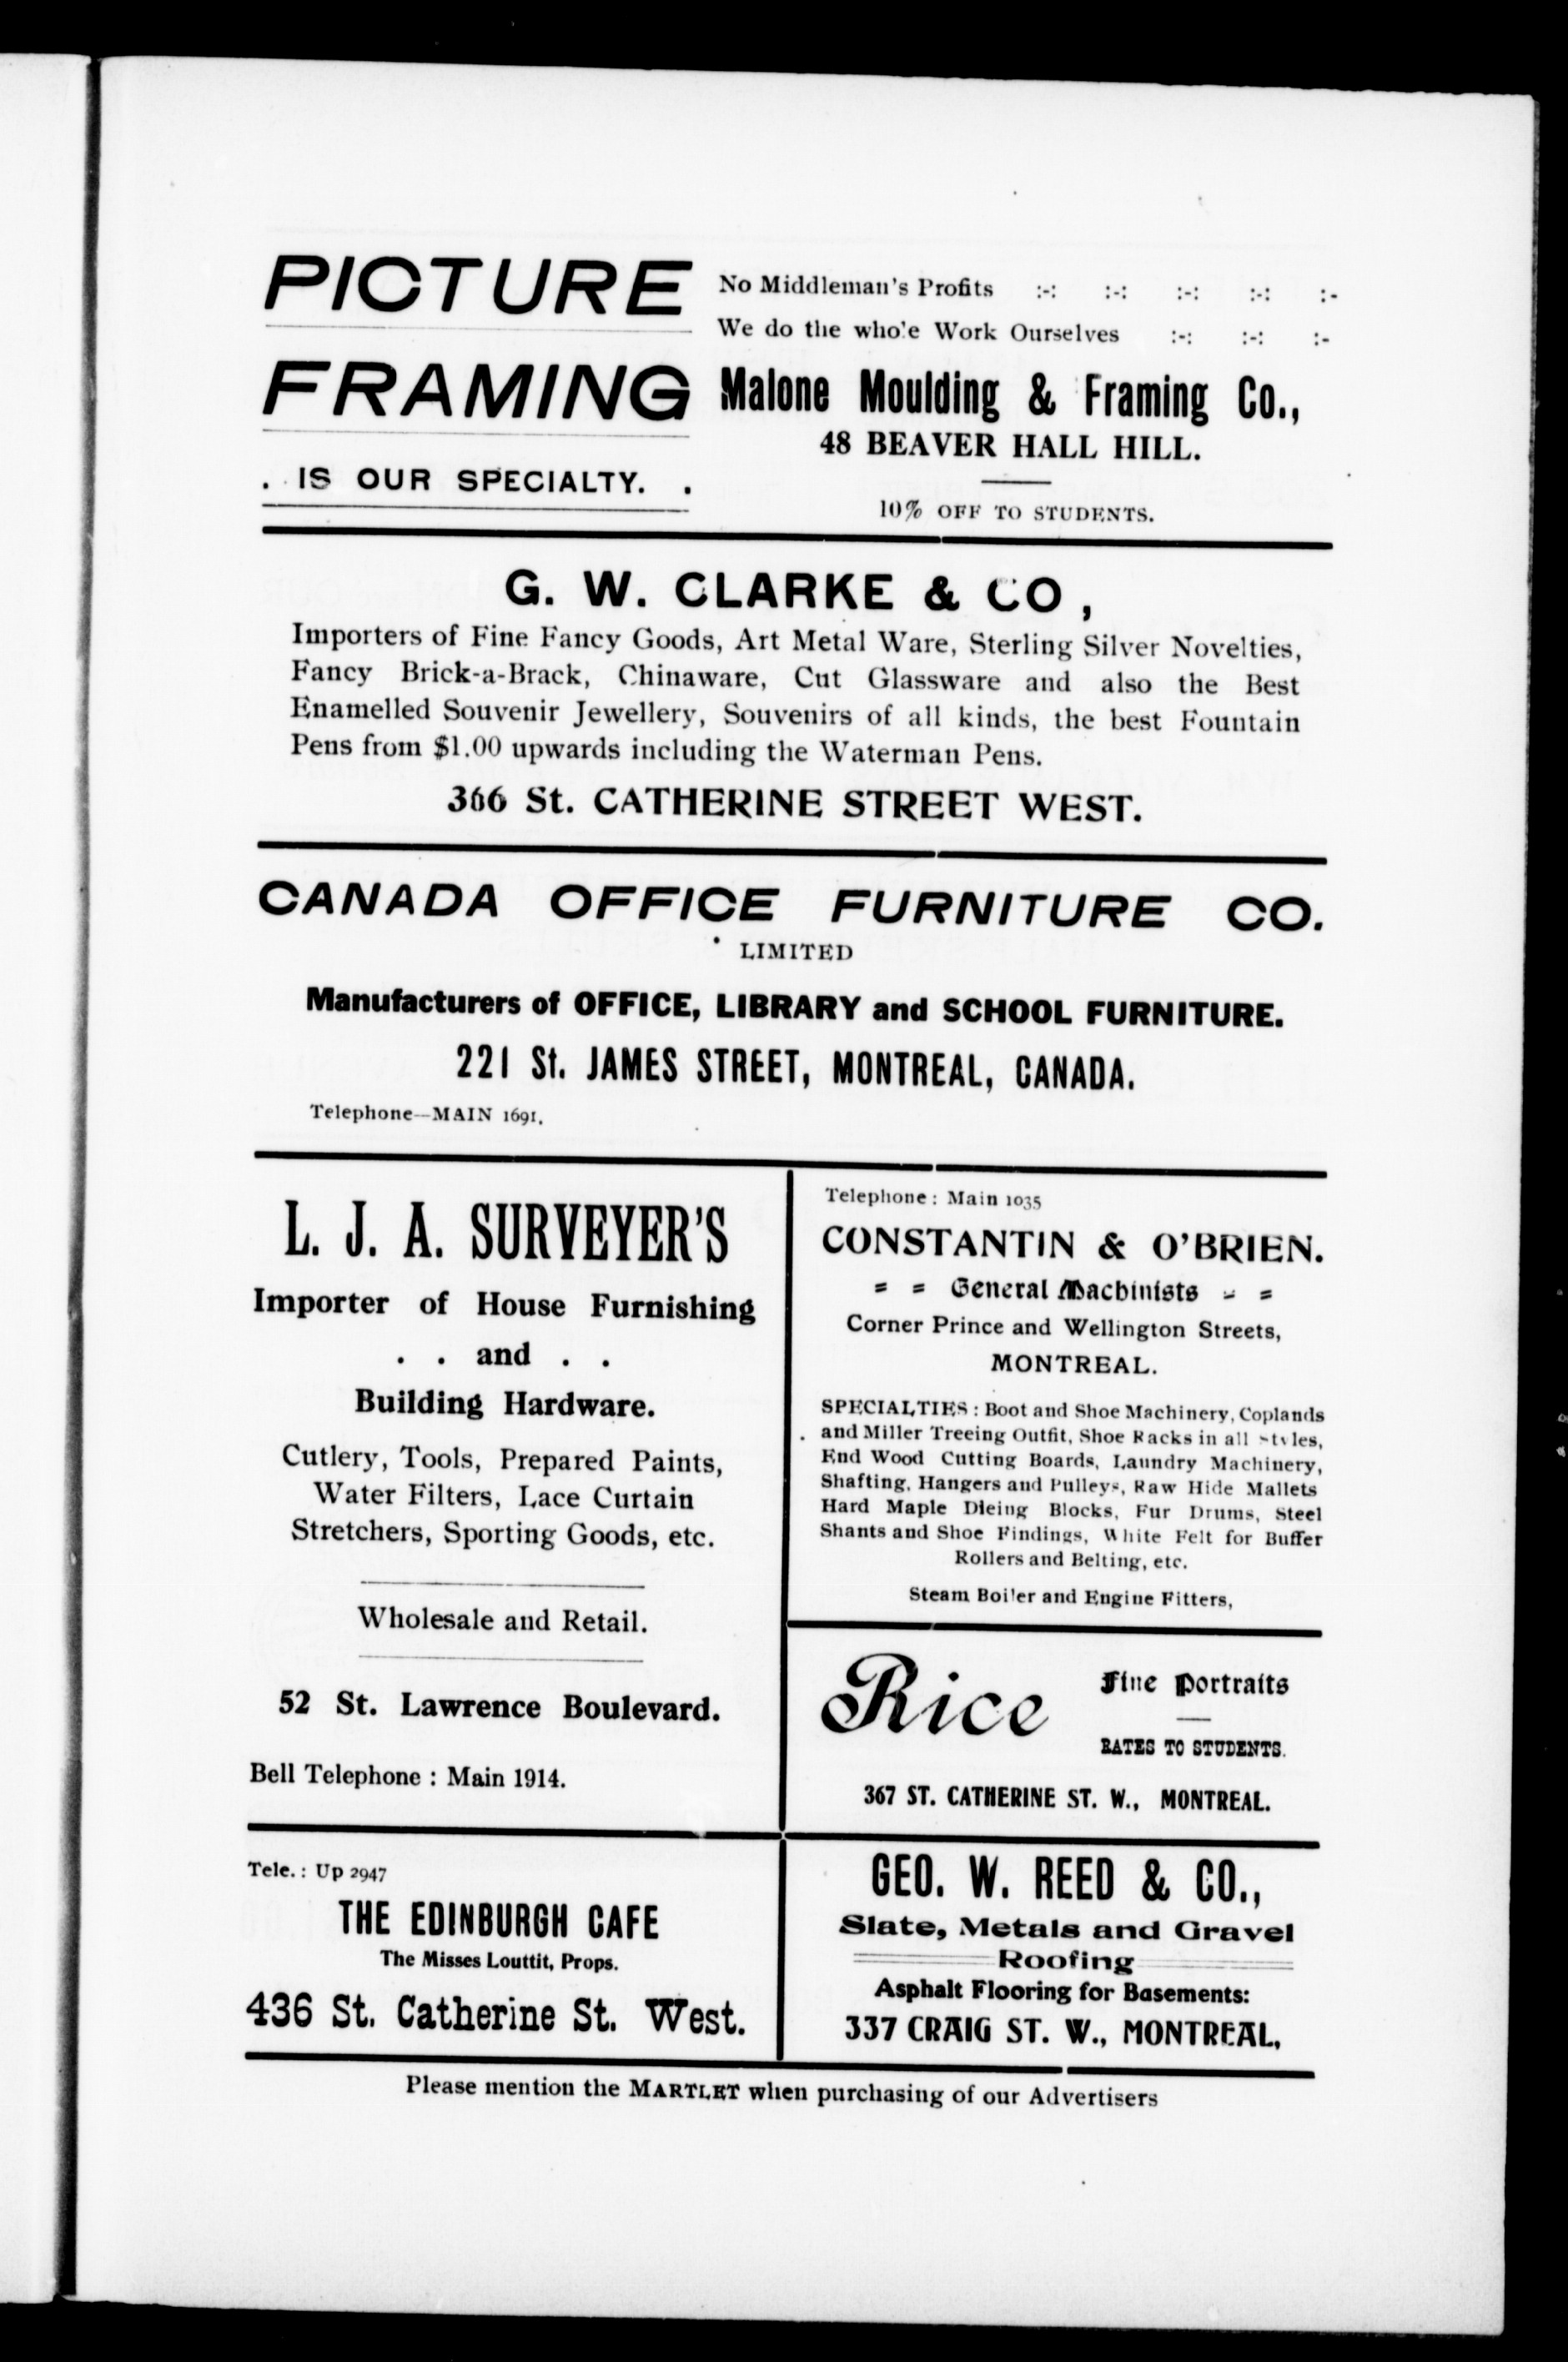 PICTURE
FRAMING
. IS OUR SPECIALTY. .
No Middleman's Profits :-: :-: :-: :-: :-
We do the whole Work Ourselves :-: :-: :-
Malone Moulding & Framing Co.,
48 BEAVER HALL HILL.
10% OFF TO STUDENTS.
G. W. CLARKE & CO ,
Importers of Fine Fancy Goods, Art Metal Ware, Sterling Silver Novelties,
Fancy Brick-a-Brack, Chinaware, Cut Glassware and also the Best
Enamelled Souvenir Jewellery, Souvenirs of all kinds, the best Fountain
Pens from $1.00 upwards including the Waterman Pens.
366 St. CATHERINE STREET WEST.
CANADA OFFICE FURNITURE CO.
LIMITED
Manufacturers of OFFICE, LIBRARY and SCHOOL FURNITURE.
221 St. JAMES STREET, MONTREAL, CANADA.
Telephone—MAIN 1691.
L. J. A. SURVEYER'S
Importer of House Furnishing
. . and . .
Building Hardware.
Cutlery, Tools, Prepared Paints,
Water Filters, Lace Curtain
Stretchers, Sporting Goods, etc.
Wholesale and Retail.
52 St. Lawrence Boulevard.
Bell Telephone : Main 1914.
Telephone : Main 1035
CONSTANTIN & O'BRIEN.
= = General Machinists = =
Corner Prince and Wellington Streets,
MONTREAL.
SPECIALTIES : Boot and Shoe Machinery, Coplands
and Miller Treeing Outfit, Shoe Racks in all Styles,
End Wood Cutting Boards, Laundry Machinery,
Shafting, Hangers and Pulleys, Raw Hide Mallets
Hard Maple Dieing Blocks, Fur Drums, Steel
Shants and Shoe Findings, White Felt for Buffer
Rollers and Belting, etc.
Steam Boiler and Engine Fitters,
Rice
Fine Portraits
RATES TO STUDENTS.
367 ST. CATHERINE ST. W., MONTREAL.
Tele. : Up 2947
THE EDINBURGH CAFE
The Misses Louttit, Props.
436 St. Catherine St. West.
GEO. W. REED & CO.,
Slate, Metals and Gravel
Roofing
Asphalt Flooring for Basements:
337 CRAIG ST. W., MONTREAL,
Please mention the MARTLET when purchasing of our Advertisers